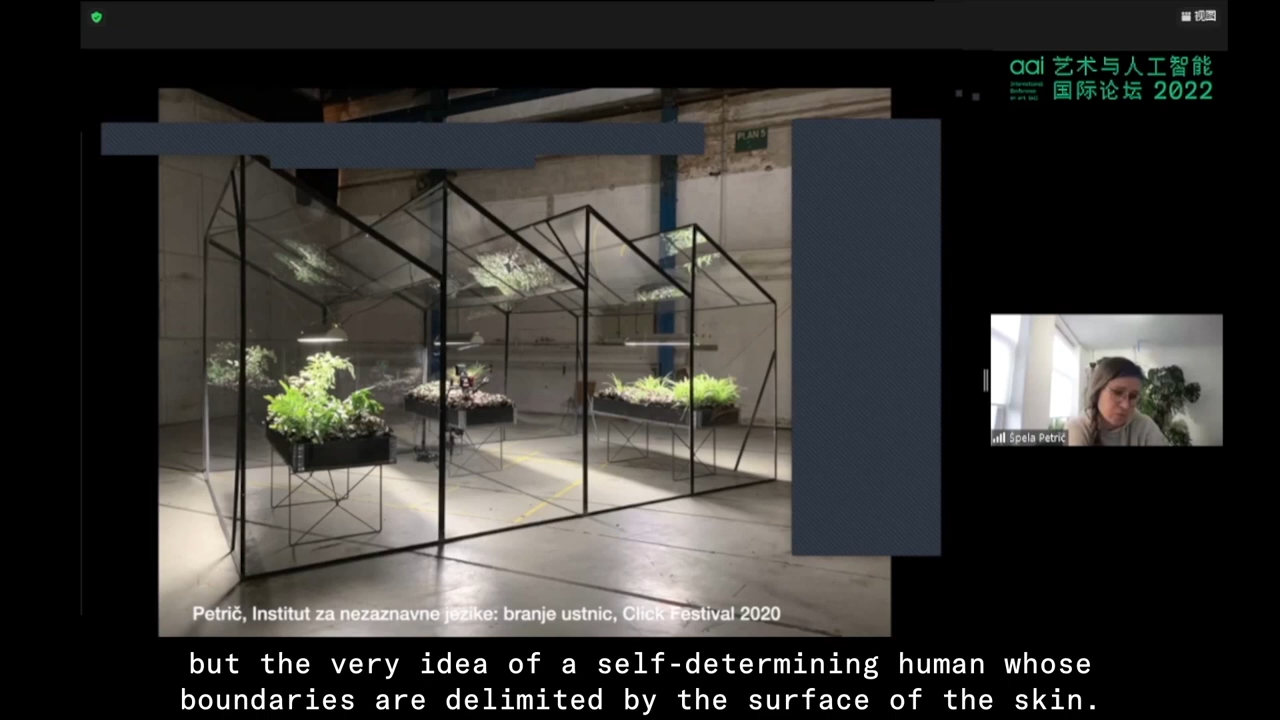 视图
aai 艺术与人工智能
国际论坛 2022
PLAN 5
Špela Petrič
Petrič, Institut za nezaznavne jezike: branje ustnic, Click Festival 2020
but the very idea of a self-determining human whose
boundaries are delimited by the surface of the skin.